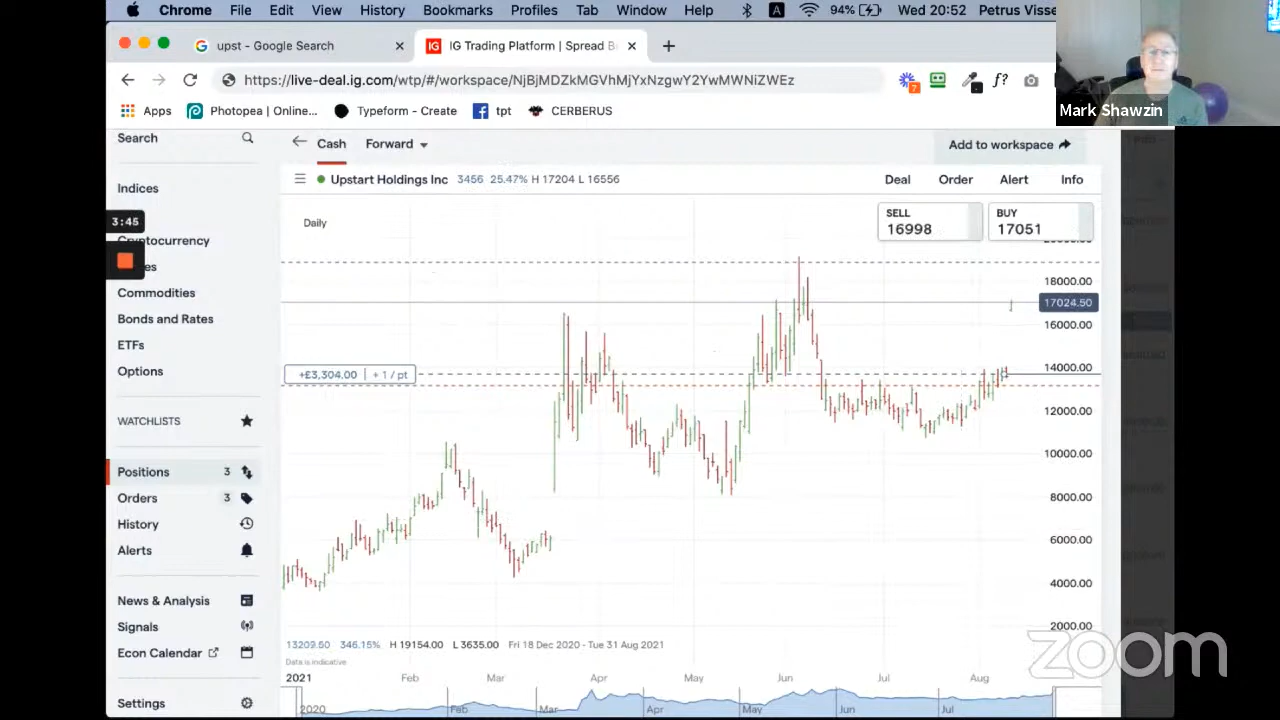 Chrome File Edit View History Bookmarks Profiles Tab Window Help A 94% Wed 20:52 Petrus Visse
upst - Google Search IG IG Trading Platform | Spread B
https://live-deal.ig.com/wtp/#/workspace/NjBjMDZkMGVhMjYxNzgwY2YwMWNiZWEz 7 f?
Apps Photopea | Online... Typeform - Create tpt CERBERUS
Mark Shawzin
Search
Cash Forward Add to workspace
Upstart Holdings Inc 3456 25.47% H 17204 L 16556 Deal Order Alert Info
Indices
3:45
Cryptocurrency
es
Commodities
Bonds and Rates
ETFs
Options
WATCHLISTS
Positions 3
Orders 3
History
Alerts
News & Analysis
Signals
Econ Calendar
Settings
Daily
SELL
16998
BUY
17051
18000.00
17024.50
16000.00
+£3,304.00 | + 1 / pt
14000.00
12000.00
10000.00
8000.00
6000.00
4000.00
2000.00
13209.60 346.15% H 19154.00 L 3635.00 Fri 18 Dec 2020 - Tue 31 Aug 2021
Data is indicative
2021 Feb Mar Apr May Jun Jul Aug
2020 Feb Mar Apr May Jun Jul
zoom